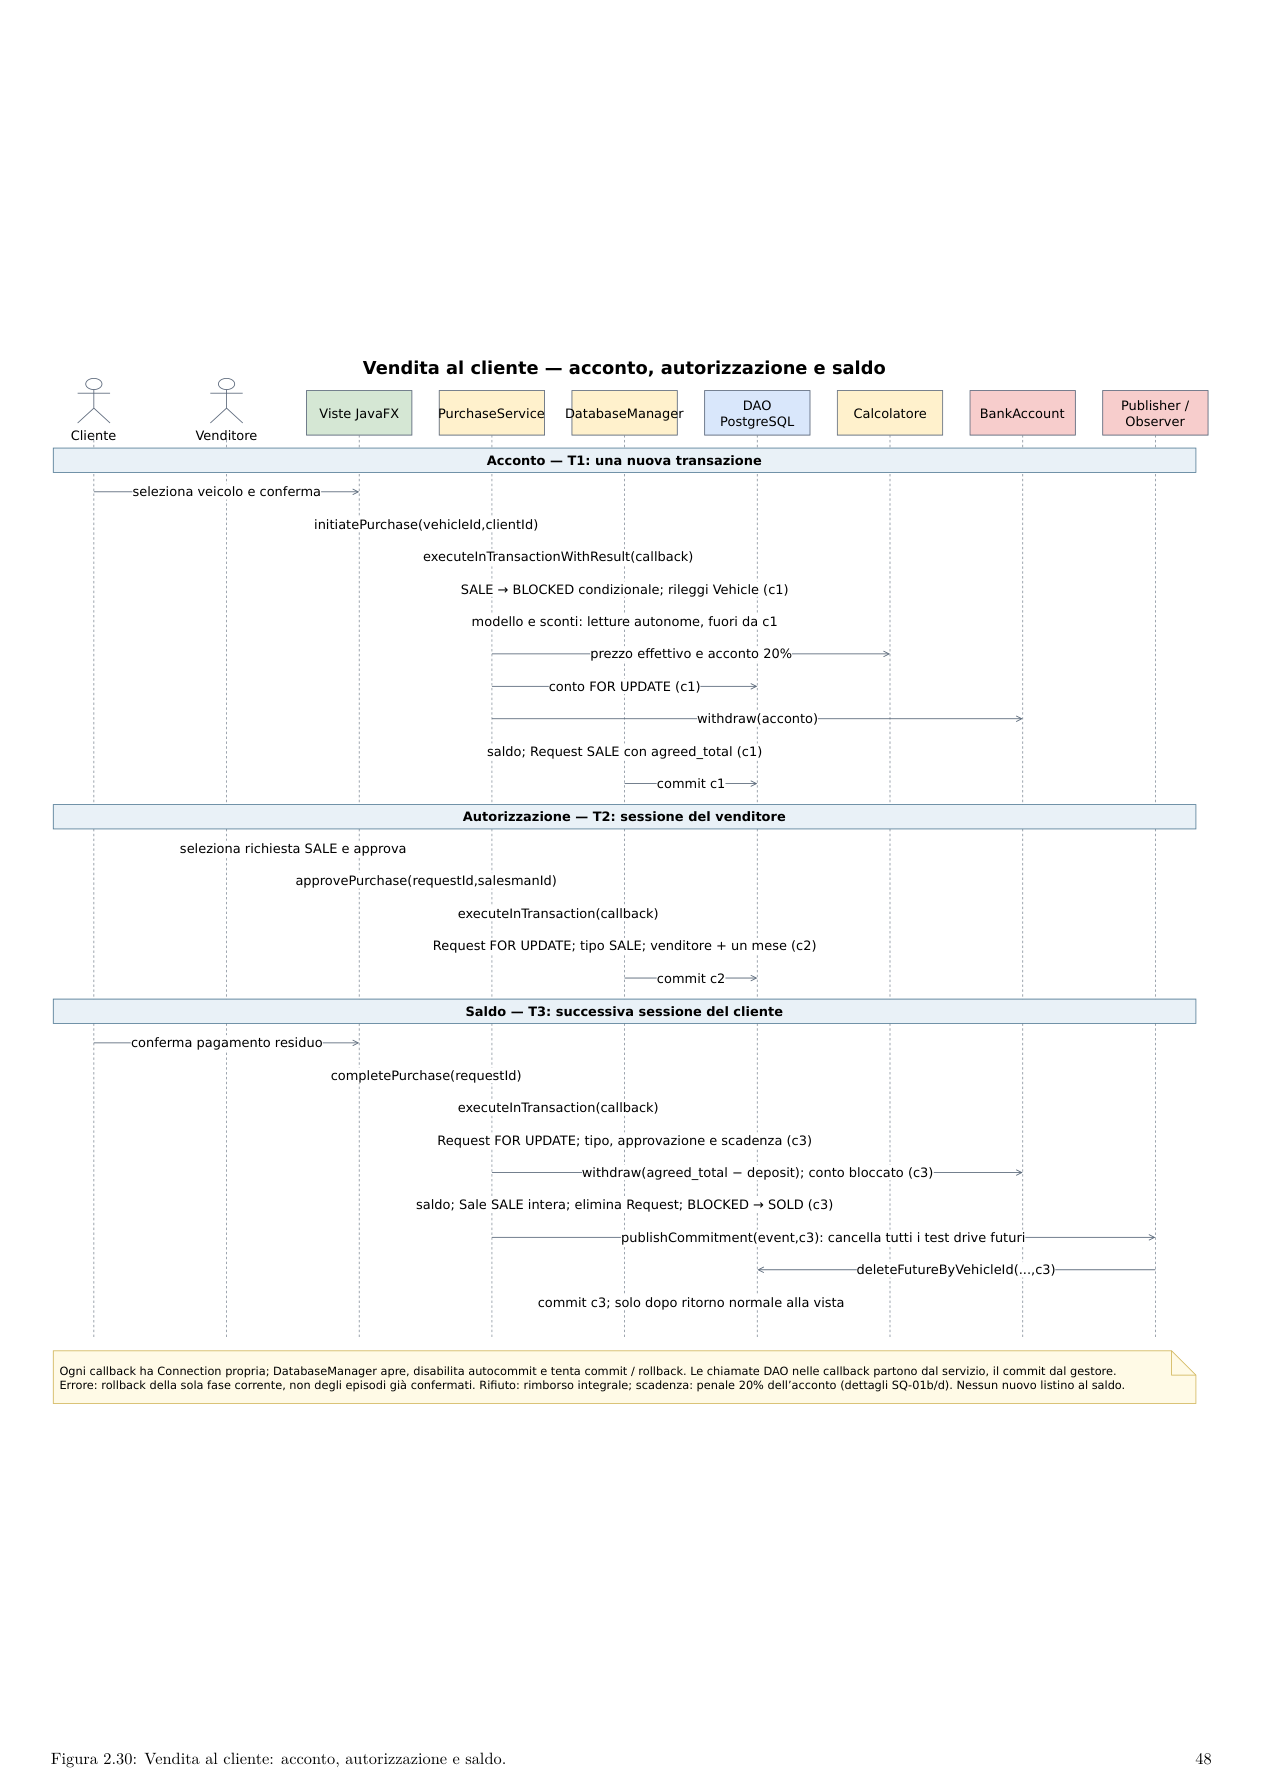 Vendita al cliente — acconto, autorizzazione e saldo
Cliente
Venditore
Viste JavaFX
PurchaseService
DatabaseManager
DAO
PostgreSQL
Calcolatore
BankAccount
Publisher /
Observer
Acconto — T1: una nuova transazione
seleziona veicolo e conferma
initiatePurchase(vehicleId,clientId)
executeInTransactionWithResult(callback)
SALE → BLOCKED condizionale; rileggi Vehicle (c1)
modello e sconti: letture autonome, fuori da c1
prezzo effettivo e acconto 20%
conto FOR UPDATE (c1)
withdraw(acconto)
saldo; Request SALE con agreed_total (c1)
commit c1
Autorizzazione — T2: sessione del venditore
seleziona richiesta SALE e approva
approvePurchase(requestId,salesmanId)
executeInTransaction(callback)
Request FOR UPDATE; tipo SALE; venditore + un mese (c2)
commit c2
Saldo — T3: successiva sessione del cliente
conferma pagamento residuo
completePurchase(requestId)
executeInTransaction(callback)
Request FOR UPDATE; tipo, approvazione e scadenza (c3)
withdraw(agreed_total − deposit); conto bloccato (c3)
saldo; Sale SALE intera; elimina Request; BLOCKED → SOLD (c3)
publishCommitment(event,c3): cancella tutti i test drive futuri
deleteFutureByVehicleId(...,c3)
commit c3; solo dopo ritorno normale alla vista
Ogni callback ha Connection propria; DatabaseManager apre, disabilita autocommit e tenta commit / rollback. Le chiamate DAO nelle callback partono dal servizio, il commit dal gestore.
Errore: rollback della sola fase corrente, non degli episodi già confermati. Rifiuto: rimborso integrale; scadenza: penale 20% dell’acconto (dettagli SQ-01b/d). Nessun nuovo listino al saldo.
Figura 2.30: Vendita al cliente: acconto, autorizzazione e saldo.
48